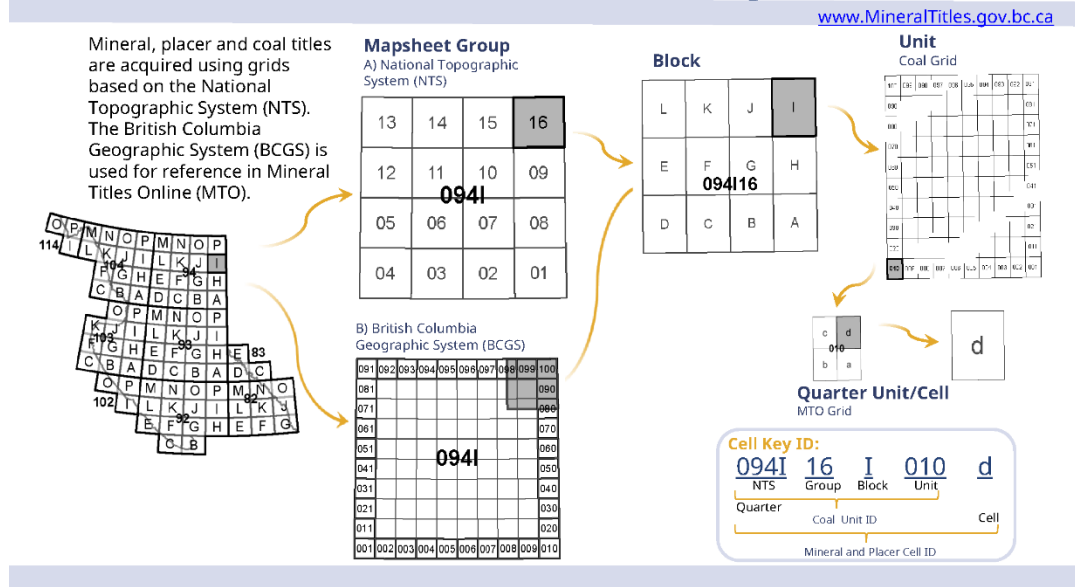 www.MineralTitles.gov.bc.ca
Mineral, placer and coal titles
are acquired using grids
based on the National
Topographic System (NTS).
The British Columbia
Geographic System (BCGS) is
used for reference in Mineral
Titles Online (MTO).
O P M N O P M N O P
114 I L K J I L K J I
104 94
F G H E F G H
C B A D C B A
O P M N O P
K J I L K J I
103 93
F G H E F G H E 83
C B A D C B A D C
O P M N O P M N O
102 I L K J I L K J
92 82
E F G H E F G
C B
Mapsheet Group
A) National Topographic
System (NTS)
13 14 15 16
12 11 10 09
094I
05 06 07 08
04 03 02 01
B) British Columbia
Geographic System (BCGS)
091 092 093 094 095 096 097 098 099 100
081 090
071 080
061 070
051 060
094I
041 050
031 040
021 030
011 020
001 002 003 004 005 006 007 008 009 010
Block
L K J I
E F G H
094I16
D C B A
Unit
Coal Grid
010
c d
010
b a
d
Quarter Unit/Cell
MTO Grid
Cell Key ID:
094I 16 I 010 d
NTS Group Block Unit
Quarter
Coal Unit ID
Cell
Mineral and Placer Cell ID